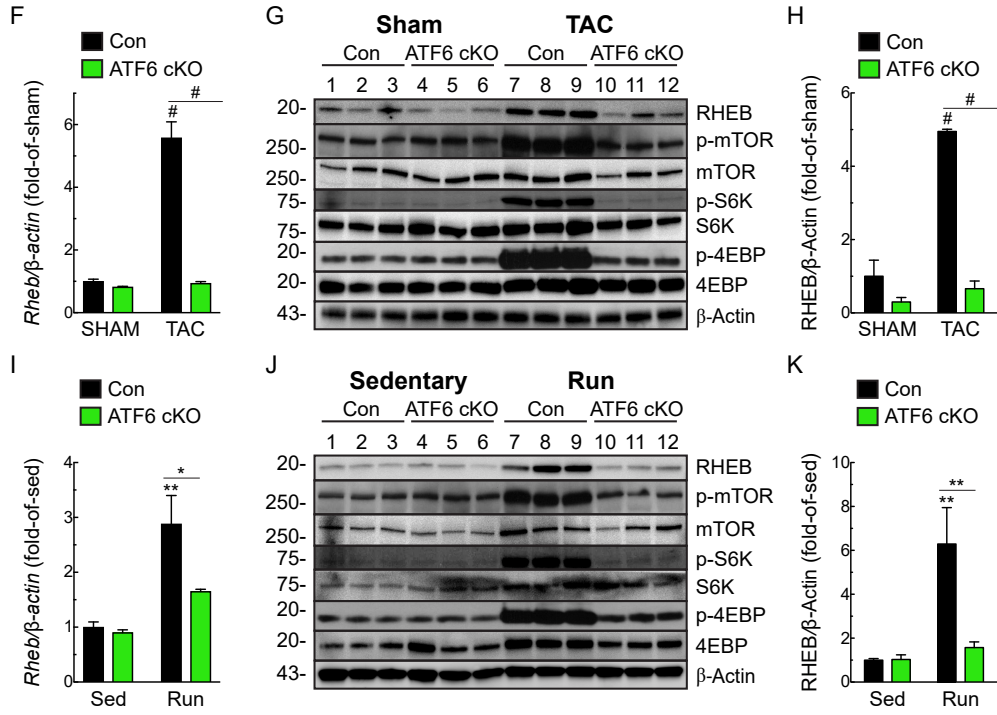 F
Con
ATF6 cKO
Rheb/β-actin (fold-of-sham)
6
4
2
0
#
#
SHAM TAC
G
Sham TAC
Con ATF6 cKO Con ATF6 cKO
1 2 3 4 5 6 7 8 9 10 11 12
20- RHEB
250- p-mTOR
250- mTOR
75- p-S6K
75- S6K
20- p-4EBP
20- 4EBP
43- β-Actin
H
Con
ATF6 cKO
RHEB/β-Actin (fold-of-sham)
6
4
2
0
#
#
SHAM TAC
I
Con
ATF6 cKO
Rheb/β-actin (fold-of-sed)
4
3
2
1
0
*
**
Sed Run
J
Sedentary Run
Con ATF6 cKO Con ATF6 cKO
1 2 3 4 5 6 7 8 9 10 11 12
20- RHEB
250- p-mTOR
250- mTOR
75- p-S6K
75- S6K
20- p-4EBP
20- 4EBP
43- β-Actin
K
Con
ATF6 cKO
RHEB/β-Actin (fold-of-sed)
10
8
6
4
2
0
**
**
Sed Run